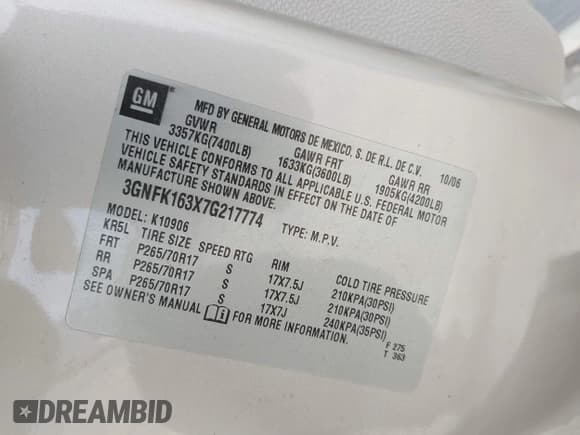 GM
MFD BY GENERAL MOTORS DE MEXICO, S. DE R.L. DE C.V. 10/06
GVWR GAWR FRT GAWR RR
3357KG(7400LB) 1633KG(3600LB) 1905KG(4200LB)
THIS VEHICLE CONFORMS TO ALL APPLICABLE U.S. FEDERAL MOTOR
VEHICLE SAFETY STANDARDS IN EFFECT ON THE DATE OF
MANUFACTURE SHOWN ABOVE.
3GNFK163X7G217774 TYPE: M.P.V.
MODEL: K10906
KR5L TIRE SIZE SPEED RTG RIM COLD TIRE PRESSURE
FRT P265/70R17 S 17X7.5J 210KPA(30PSI)
RR P265/70R17 S 17X7.5J 210KPA(30PSI)
SPA P265/70R17 S 17X7J 240KPA(35PSI)
SEE OWNER'S MANUAL FOR MORE INFORMATION.
F 275
T 363
DREAMBID